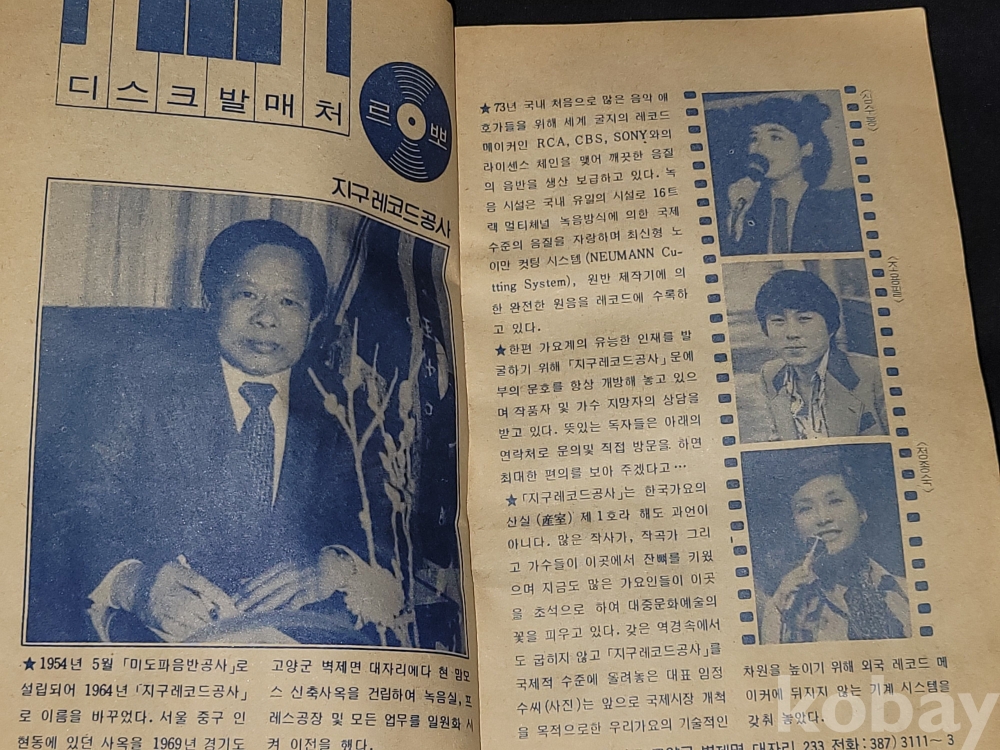 디스크발매처
르뽀
지구레코드공사
★1954년 5월 「미도파음반공사」로
설립되어 1964년 「지구레코드공사」
로 이름을 바꾸었다. 서울 중구 인
현동에 있던 사옥을 1969년 경기도
고양군 벽제면 대자리에다 현 맘모
스 신축사옥을 건립하여 녹음실, 프
레스공장 및 모든 업무를 일원화 시
켜 이전을 했다.
★73년 국내 처음으로 많은 음악 애
호가들을 위해 세계 굴지의 레코드
메이커인 RCA, CBS, SONY와의
라이센스 체인을 맺어 깨끗한 음질
의 음반을 생산 보급하고 있다. 녹
음 시설은 국내 유일의 시설로 16트
랙 멀티채널 녹음방식에 의한 국제
수준의 음질을 자랑하며 최신형 노
이만 컷팅 시스템(NEUMANN Cu-
tting System), 원반 제작기에 의
한 완전한 원음을 레코드에 수록하
고 있다.
★한편 가요계의 유능한 인재를 발
굴하기 위해 「지구레코드공사」 문예
부의 문호를 항상 개방해 놓고 있으
며 작품자 및 가수 지망자의 상담을
받고 있다. 뜻있는 독자들은 아래의
연락처로 문의및 직접 방문을 하면
최대한 편의를 보아 주겠다고…
★「지구레코드공사」는 한국가요의
산실(産室) 제1호라 해도 과언이
아니다. 많은 작사가, 작곡가 그리
고 가수들이 이곳에서 잔뼈를 키웠
으며 지금도 많은 가요인들이 이곳
을 초석으로 하여 대중문화예술의
꽃을 피우고 있다. 갖은 역경속에서
도 굽히지 않고 「지구레코드공사」를
국제적 수준에 올려놓은 대표 임정
수씨(사진)는 앞으로 국제시장 개척
을 목적으로한 우리가요의 기술적인
차원을 높이기 위해 외국 레코드 메
이커에 뒤지지 않는 기계 시스템을
갖춰 놓았다.
고양군 벽제면 대자리 233 전화:387) 3111～3
<심수봉>
<조용필>
<정종숙>
kobay